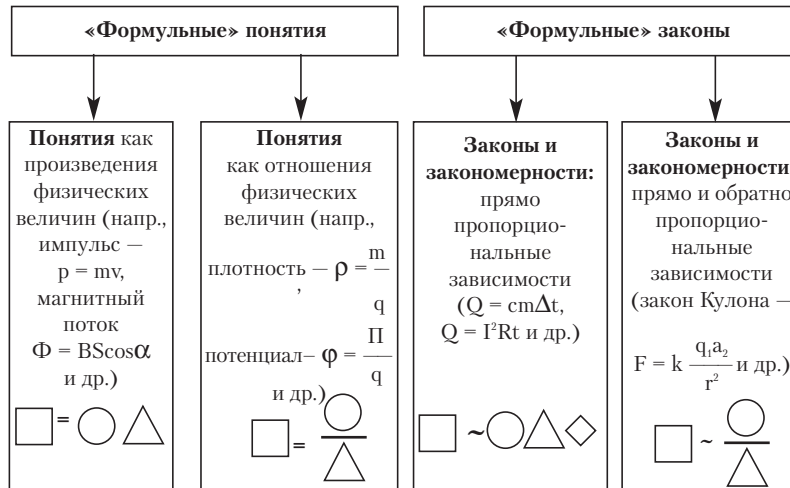 «Формульные» понятия
«Формульные» законы
Понятия как
произведения
физических
величин (напр.,
импульс —
p = mv,
магнитный
поток
Φ = BScosα
и др.)
=
Понятия
как отношения
физических
величин (напр.,
плотность — ρ = m/q,
потенциал– φ = П/q
и др.)
=
Законы и
закономерности:
прямо
пропорцио-
нальные
зависимости
(Q = cmΔt,
Q = I²Rt и др.)
~
Законы и
закономерности
прямо и обратно
пропорцио-
нальные
зависимости
(закон Кулона —
F = k q₁a₂/r² и др.)
~